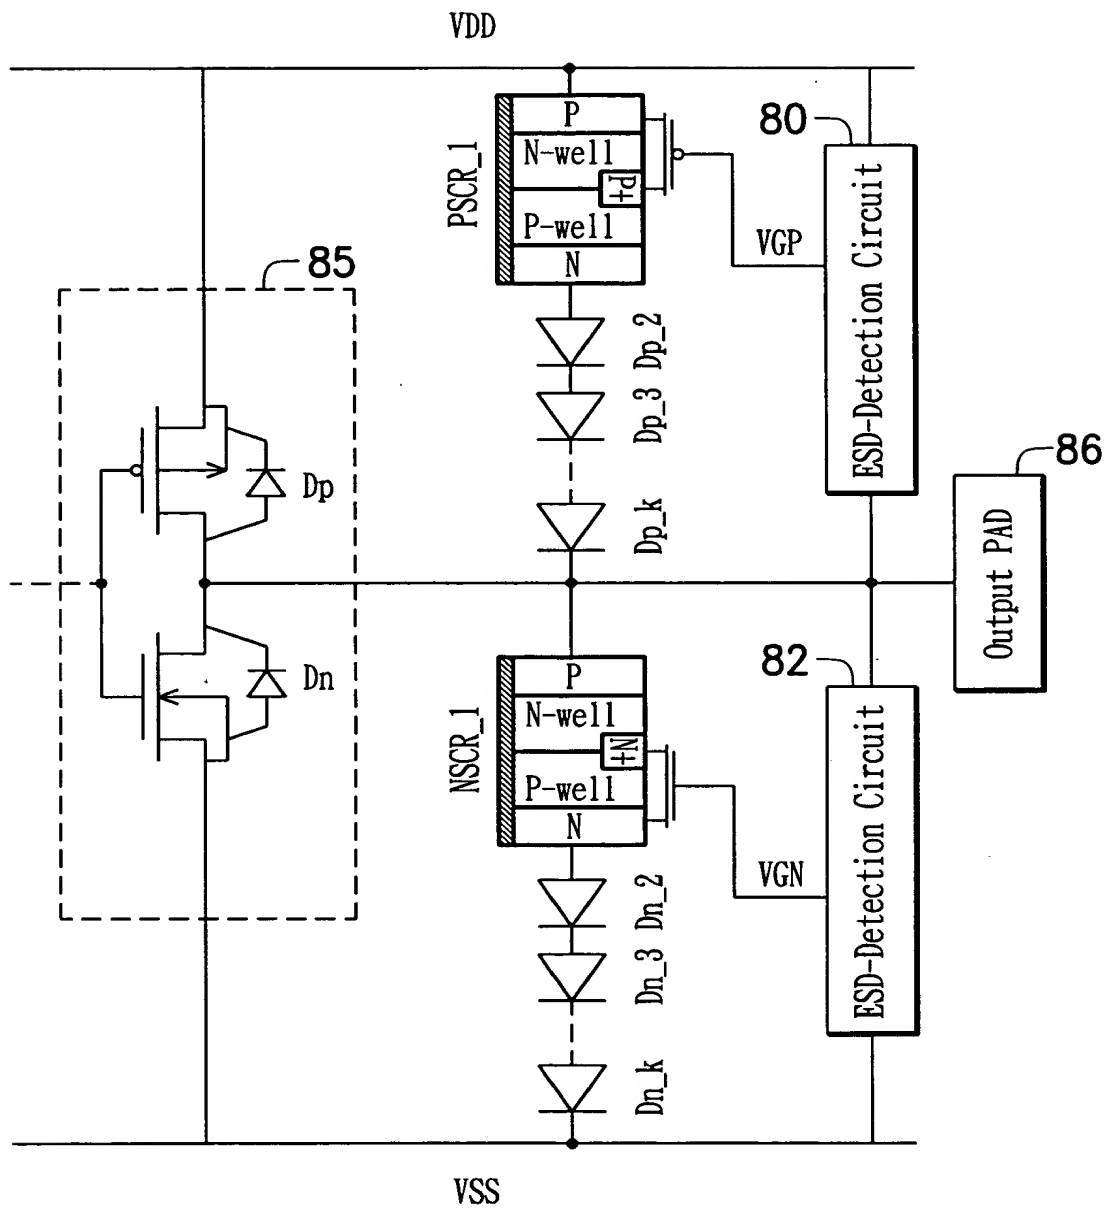 VDD
PSCR_1
P
N-well
P+
P-well
N
VGP
80
ESD-Detection Circuit
85
Dp_2
Dp_3
Dp_k
Dp
86
Output PAD
Dn
NSCR_1
P
N-well
N+
P-well
N
VGN
82
ESD-Detection Circuit
Dn_2
Dn_3
Dn_k
VSS